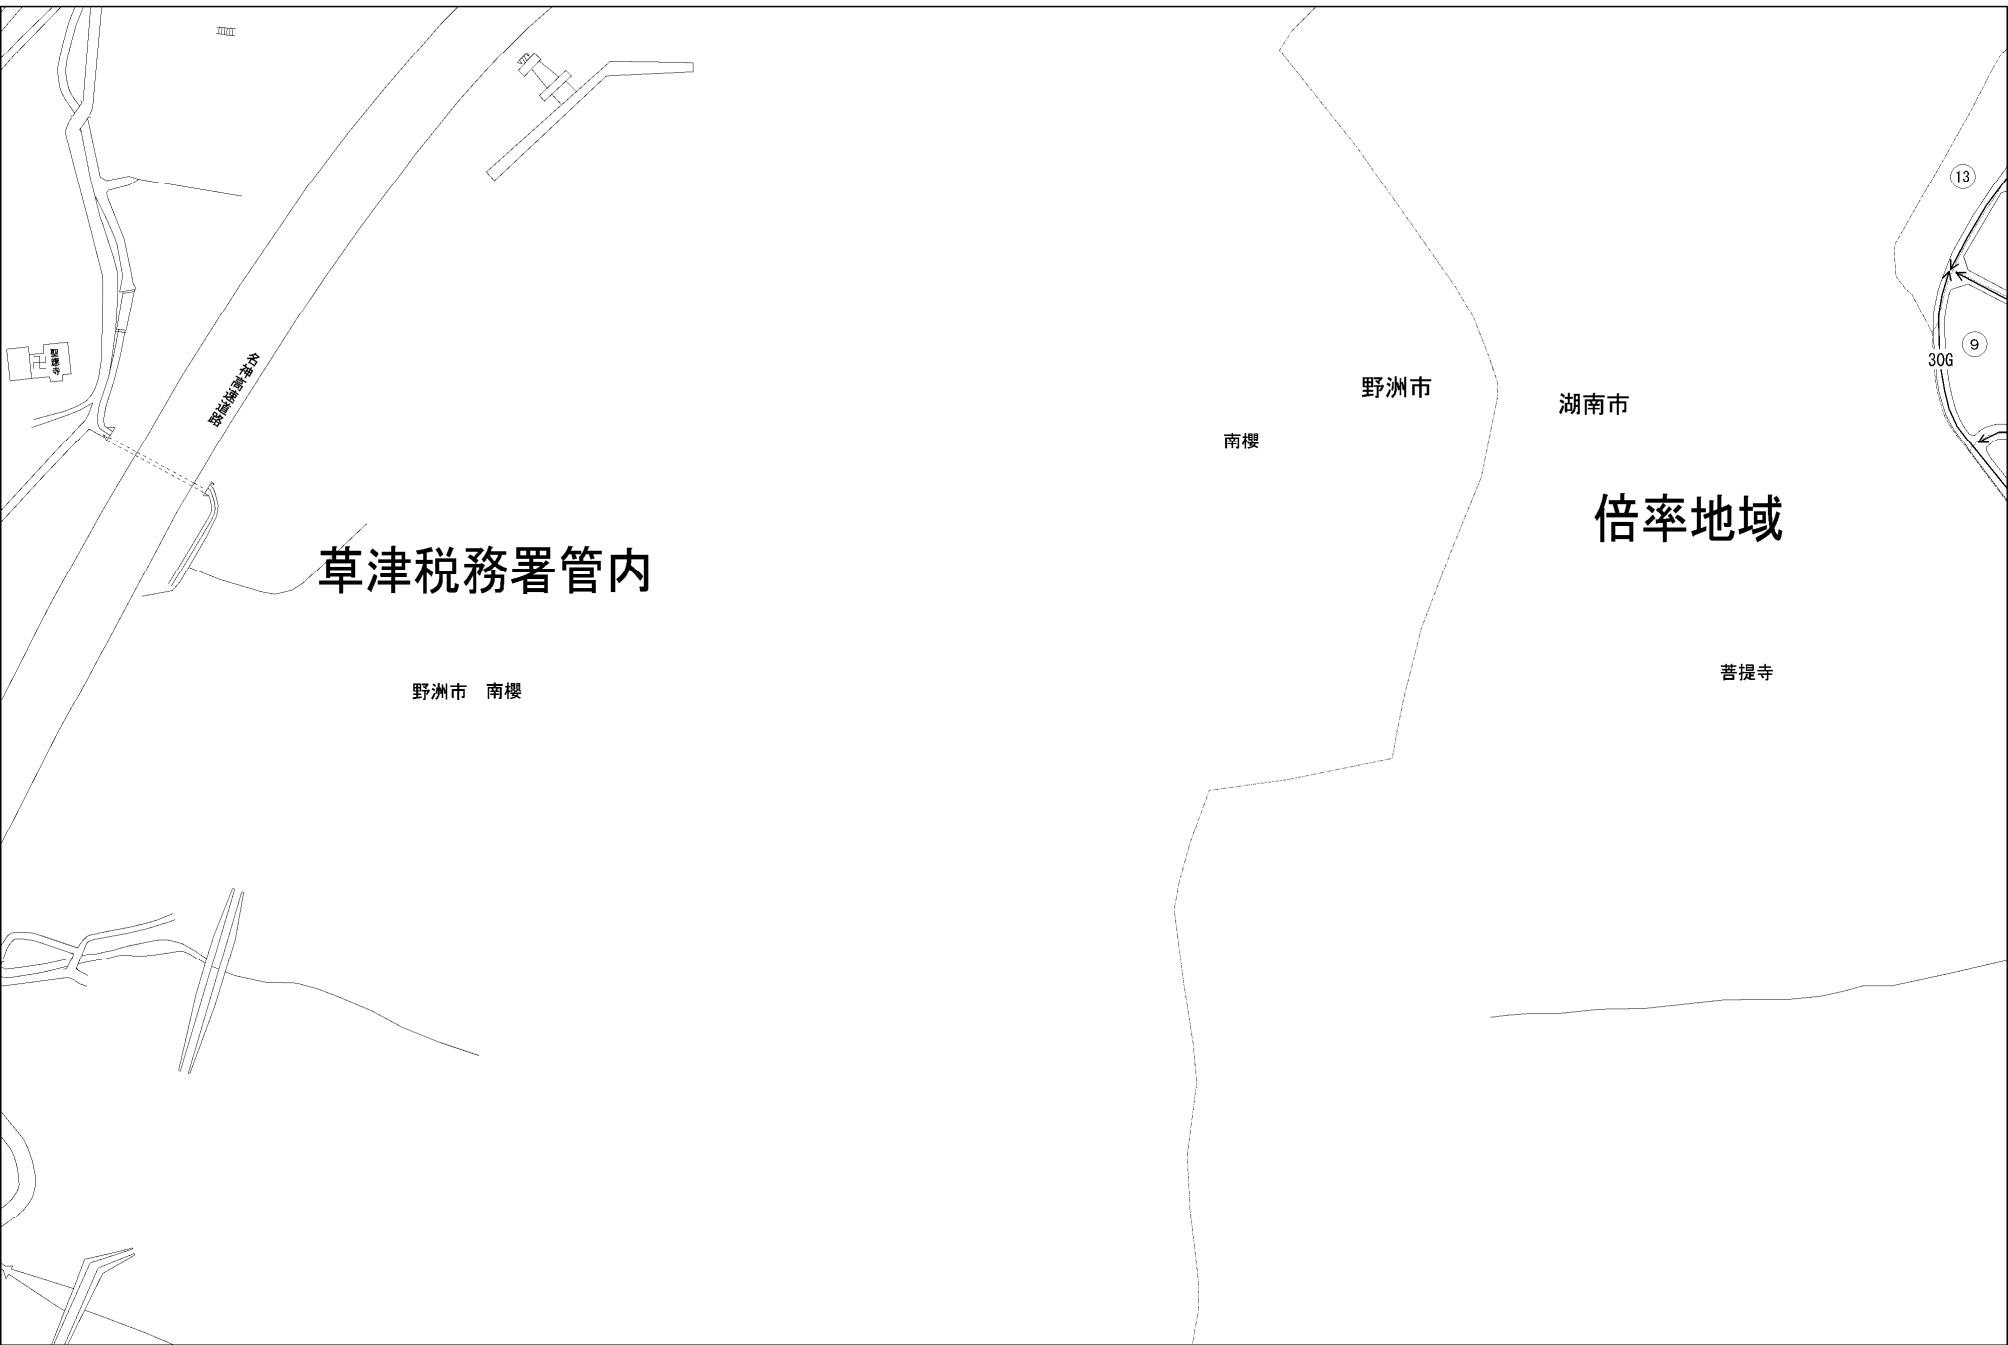 13
9
30G
聖應寺
名神高速道路
野洲市
湖南市
南櫻
倍率地域
草津税務署管内
菩提寺
野洲市　南櫻